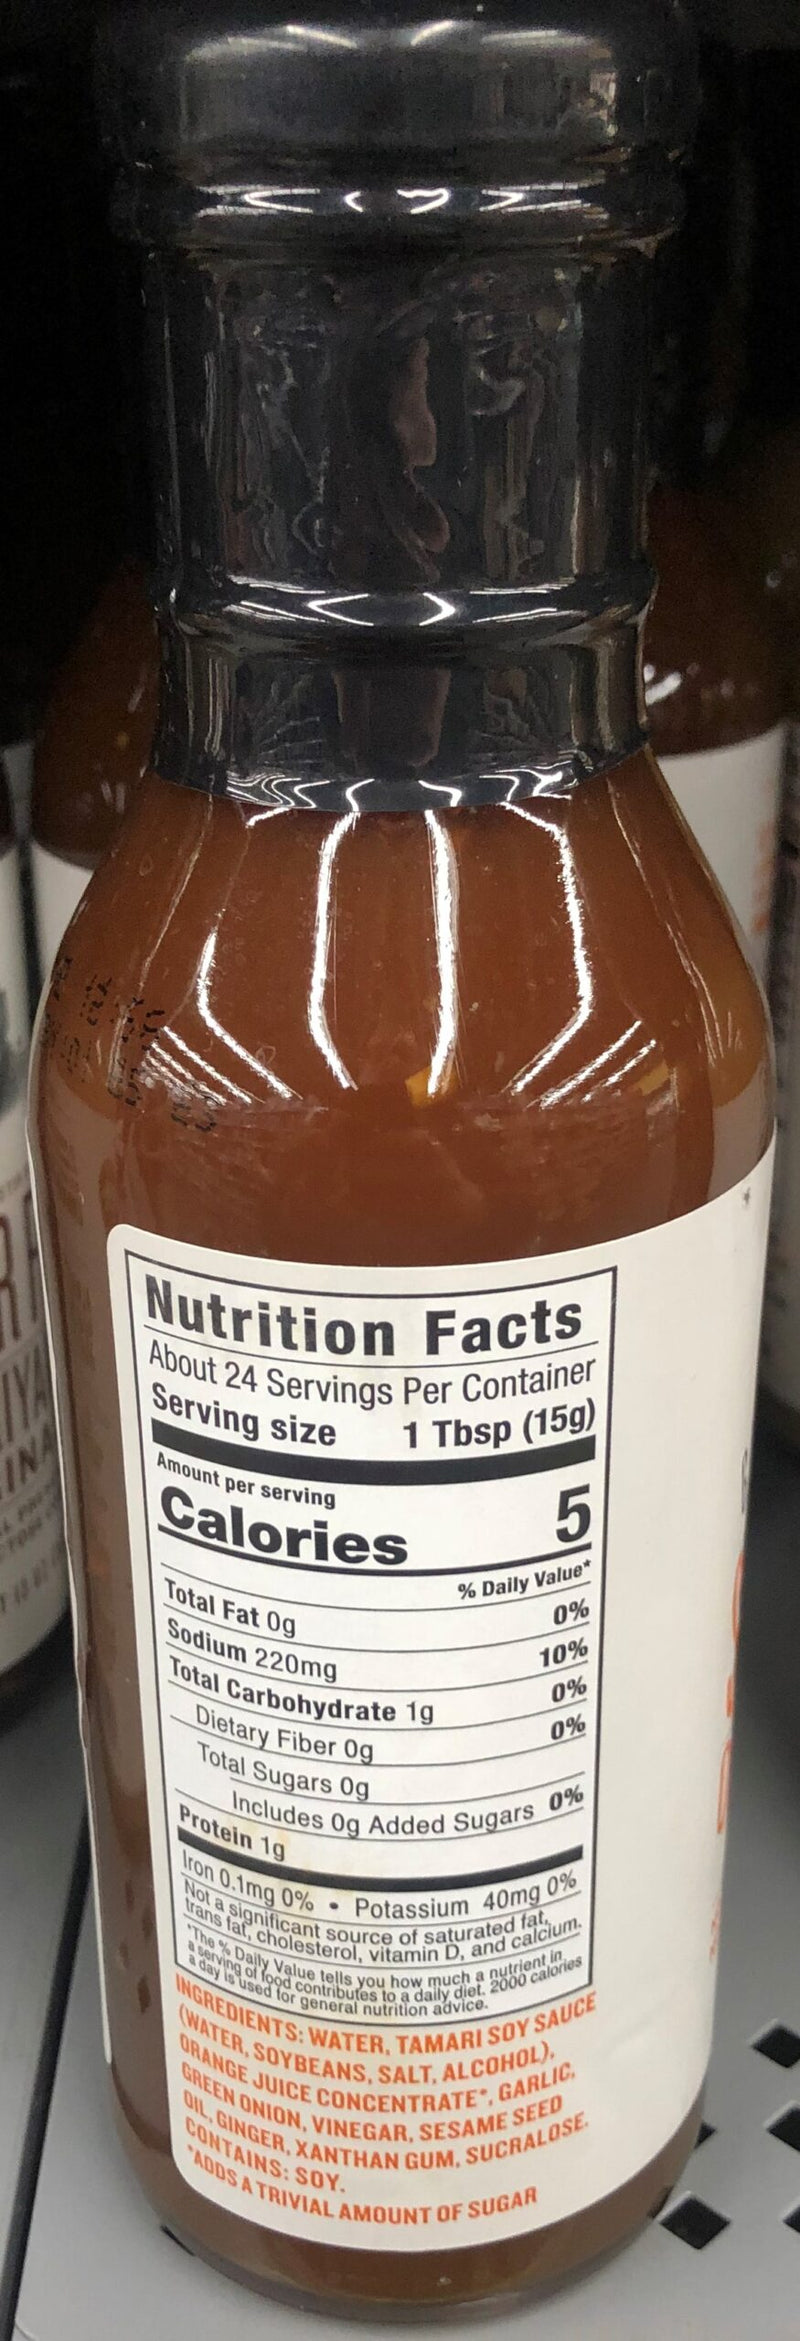 Nutrition Facts
About 24 Servings Per Container
Serving size 1 Tbsp (15g)
Amount per serving
Calories 5
% Daily Value*
Total Fat 0g 0%
Sodium 220mg 10%
Total Carbohydrate 1g 0%
Dietary Fiber 0g 0%
Total Sugars 0g
Includes 0g Added Sugars 0%
Protein 1g
Iron 0.1mg 0% • Potassium 40mg 0%
Not a significant source of saturated fat,
trans fat, cholesterol, vitamin D, and calcium.
*The % Daily Value tells you how much a nutrient in
a serving of food contributes to a daily diet. 2000 calories
a day is used for general nutrition advice.
INGREDIENTS: WATER, TAMARI SOY SAUCE
(WATER, SOYBEANS, SALT, ALCOHOL),
ORANGE JUICE CONCENTRATE*, GARLIC,
GREEN ONION, VINEGAR, SESAME SEED
OIL, GINGER, XANTHAN GUM, SUCRALOSE.
CONTAINS: SOY.
*ADDS A TRIVIAL AMOUNT OF SUGAR